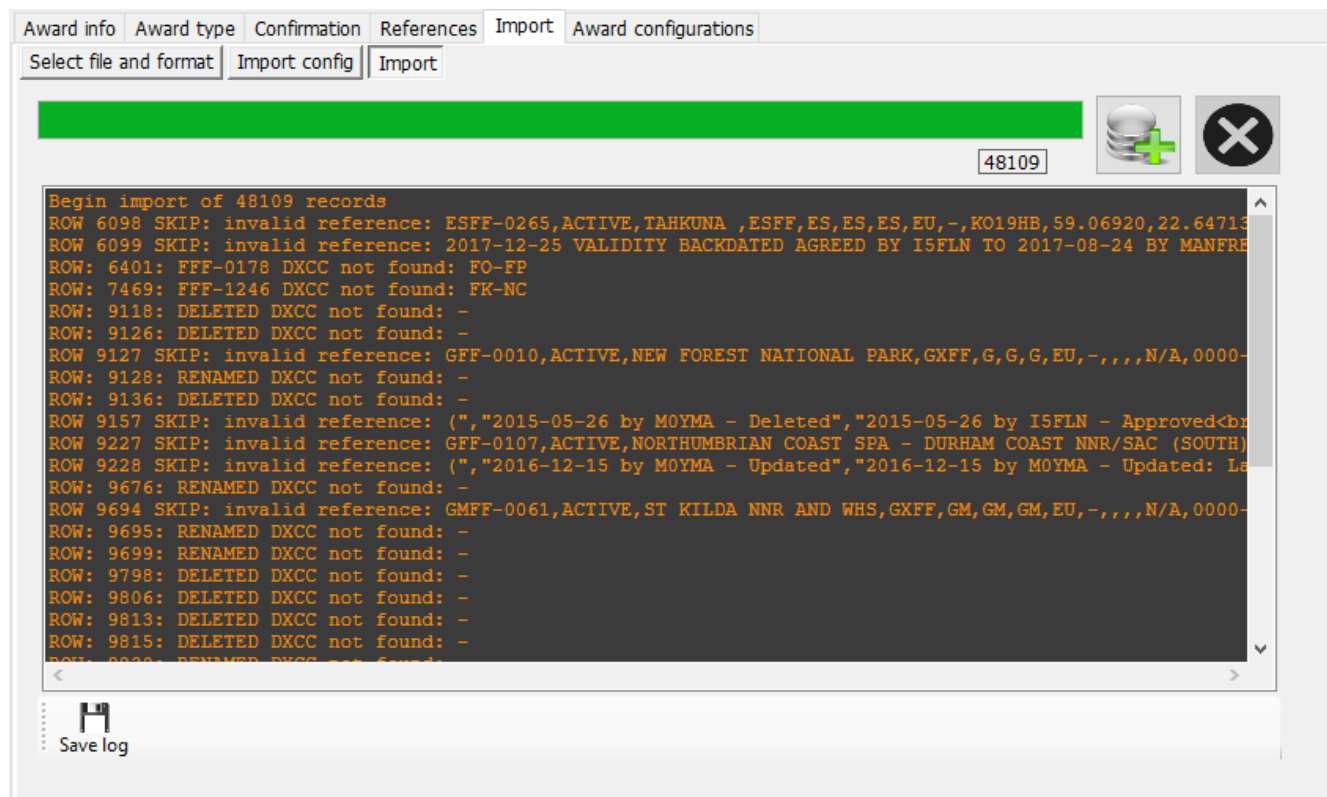 Award info Award type Confirmation References Import Award configurations
Select file and format Import config Import
48109
Begin import of 48109 records
ROW 6098 SKIP: invalid reference: ESFF-0265,ACTIVE,TAHKUNA ,ESFF,ES,ES,ES,EU,-,KO19HB,59.06920,22.64713
ROW 6099 SKIP: invalid reference: 2017-12-25 VALIDITY BACKDATED AGREED BY I5FLN TO 2017-08-24 BY MANFRE
ROW: 6401: FFF-0178 DXCC not found: FO-FP
ROW: 7469: FFF-1246 DXCC not found: FK-NC
ROW: 9118: DELETED DXCC not found: -
ROW: 9126: DELETED DXCC not found: -
ROW 9127 SKIP: invalid reference: GFF-0010,ACTIVE,NEW FOREST NATIONAL PARK,GXFF,G,G,G,EU,-,,,,N/A,0000-
ROW: 9128: RENAMED DXCC not found: -
ROW: 9136: DELETED DXCC not found: -
ROW 9157 SKIP: invalid reference: (","2015-05-26 by M0YMA - Deleted","2015-05-26 by I5FLN - Approved<br
ROW 9227 SKIP: invalid reference: GFF-0107,ACTIVE,NORTHUMBRIAN COAST SPA - DURHAM COAST NNR/SAC (SOUTH)
ROW 9228 SKIP: invalid reference: (","2016-12-15 by M0YMA - Updated","2016-12-15 by M0YMA - Updated: La
ROW: 9676: RENAMED DXCC not found: -
ROW 9694 SKIP: invalid reference: GMFF-0061,ACTIVE,ST KILDA NNR AND WHS,GXFF,GM,GM,GM,EU,-,,,,N/A,0000-
ROW: 9695: RENAMED DXCC not found: -
ROW: 9699: RENAMED DXCC not found: -
ROW: 9798: DELETED DXCC not found: -
ROW: 9806: DELETED DXCC not found: -
ROW: 9813: DELETED DXCC not found: -
ROW: 9815: DELETED DXCC not found: -
Save log